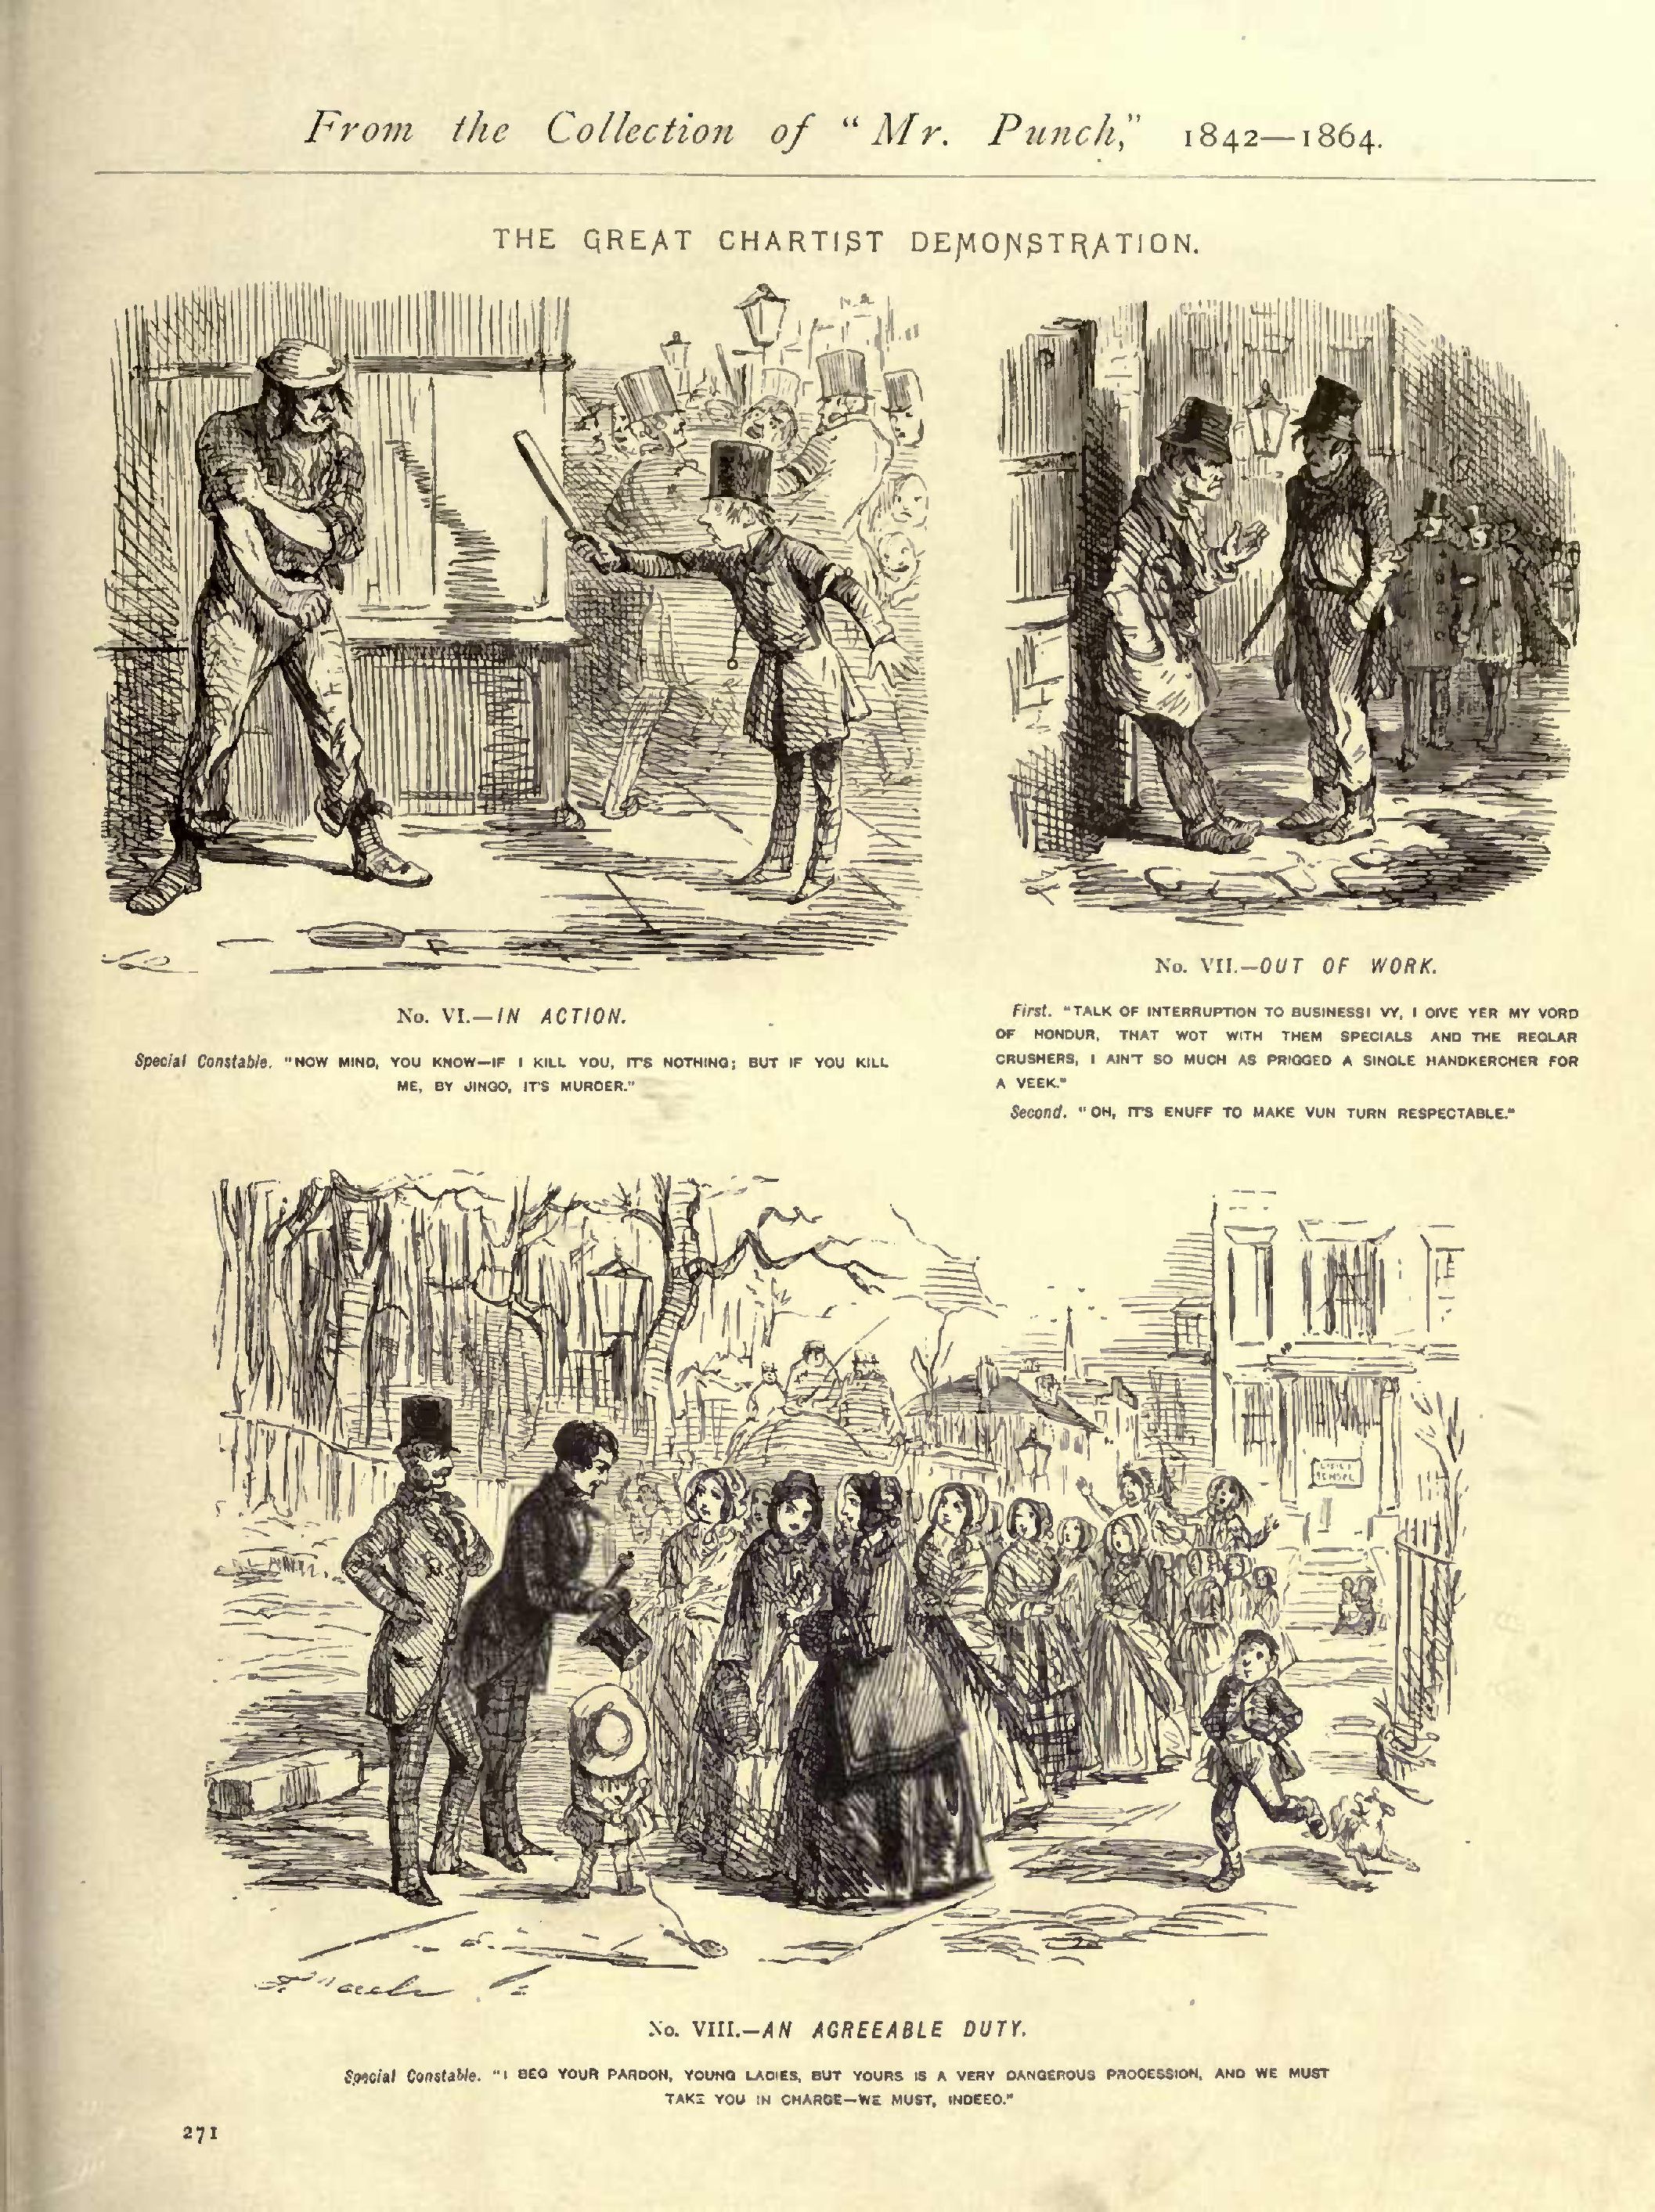 From the Collection of “Mr. Punch,” 1842—1864.
THE GREAT CHARTIST DEMONSTRATION.
No. VI.—IN ACTION.
Special Constable. "NOW MIND, YOU KNOW—IF I KILL YOU, IT'S NOTHING; BUT IF YOU KILL
ME, BY JINGO, IT'S MURDER."
No. VII.—OUT OF WORK.
First. "TALK OF INTERRUPTION TO BUSINESS! VY, I GIVE YER MY VORD
OF HONDUR, THAT WOT WITH THEM SPECIALS AND THE REGLAR
CRUSHERS, I AIN'T SO MUCH AS PRIGGED A SINGLE HANDKERCHER FOR
A VEEK."
Second. "OH, IT'S ENUFF TO MAKE VUN TURN RESPECTABLE."
No. VIII.—AN AGREEABLE DUTY.
Special Constable. "I BEG YOUR PARDON, YOUNG LADIES, BUT YOURS IS A VERY DANGEROUS PROCESSION, AND WE MUST
TAKE YOU IN CHARGE—WE MUST, INDEED."
271